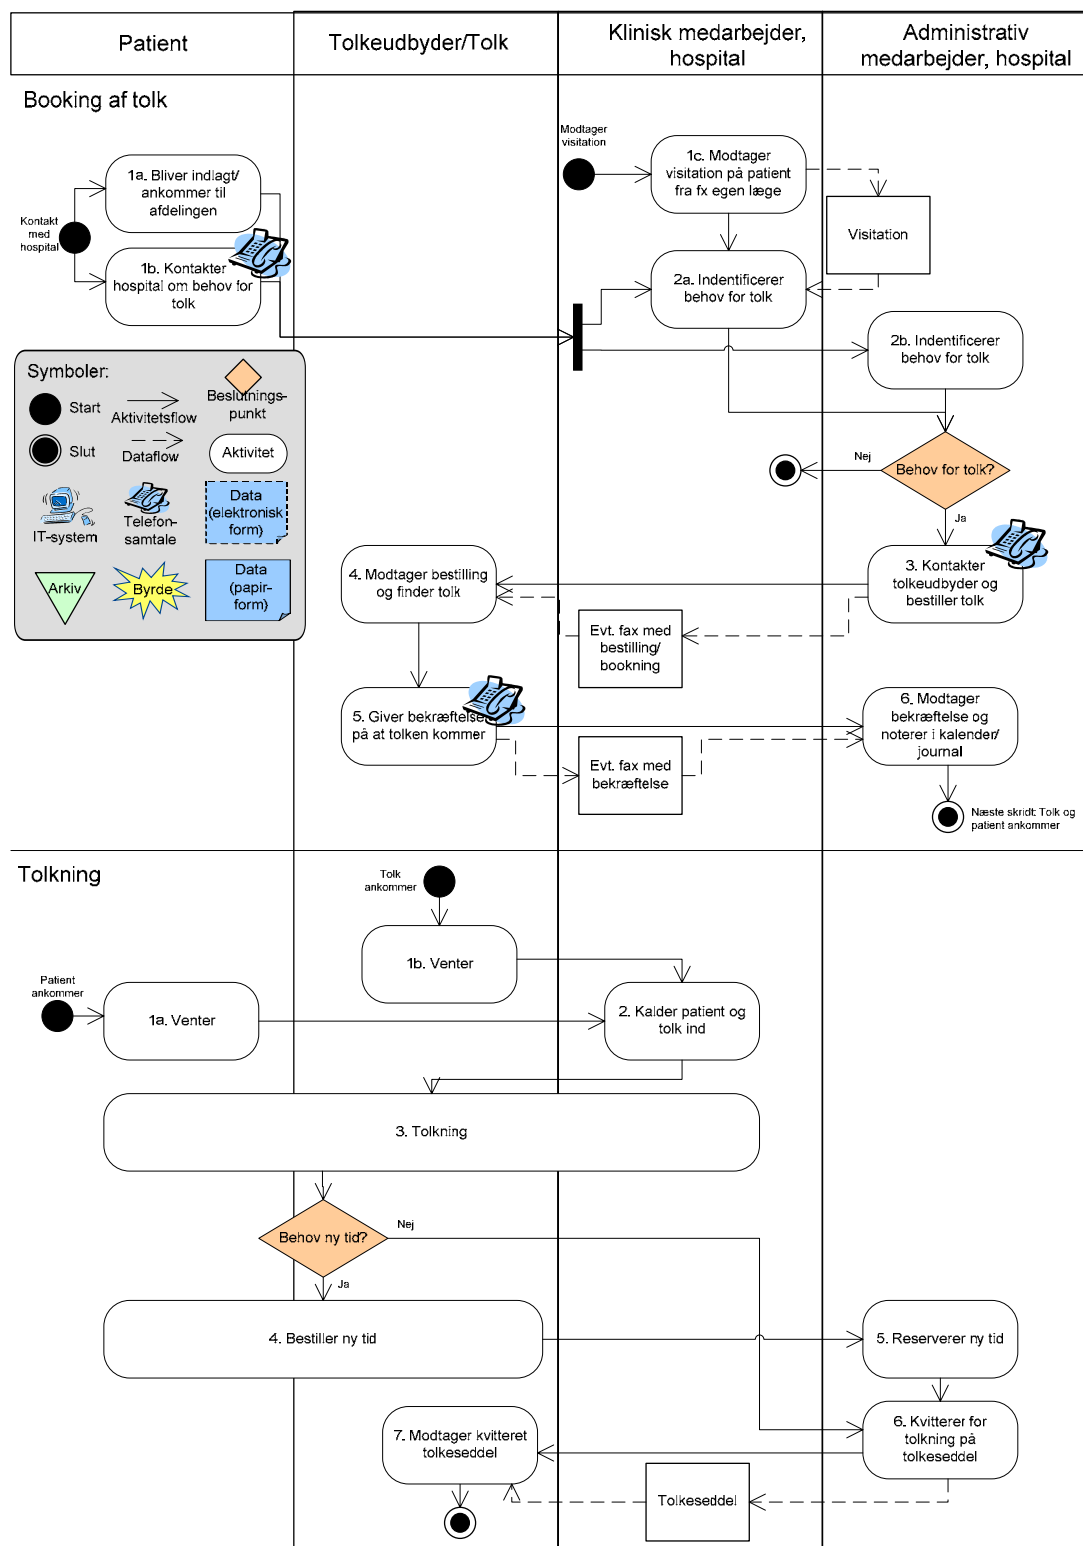 Patient
Tolkeudbyder/Tolk
Klinisk medarbejder,
hospital
Administrativ
medarbejder, hospital
Booking af tolk
Modtager
visitation
1c. Modtager
visitation på patient
fra fx egen læge
1a. Bliver indlagt/
ankommer til
afdelingen
Kontakt
med
hospital
Visitation
1b. Kontakter
hospital om behov for
tolk
2a. Indentificerer
behov for tolk
2b. Indentificerer
behov for tolk
Symboler:
Start
Aktivitetsflow
Beslutnings-
punkt
Slut
Dataflow
Aktivitet
IT-system
Telefon-
samtale
Data
(elektronisk
form)
Arkiv
Byrde
Data
(papir-
form)
Nej
Behov for tolk?
Ja
3. Kontakter
tolkeudbyder og
bestiller tolk
4. Modtager bestilling
og finder tolk
Evt. fax med
bestilling/
bookning
5. Giver bekræftelse
på at tolken kommer
6. Modtager
bekræftelse og
noterer i kalender/
journal
Evt. fax med
bekræftelse
Næste skridt: Tolk og
patient ankommer
Tolkning
Tolk
ankommer
1b. Venter
Patient
ankommer
1a. Venter
2. Kalder patient og
tolk ind
3. Tolkning
Behov ny tid?
Nej
Ja
4. Bestiller ny tid
5. Reserverer ny tid
6. Kvitterer for
tolkning på
tolkeseddel
7. Modtager kvitteret
tolkeseddel
Tolkeseddel